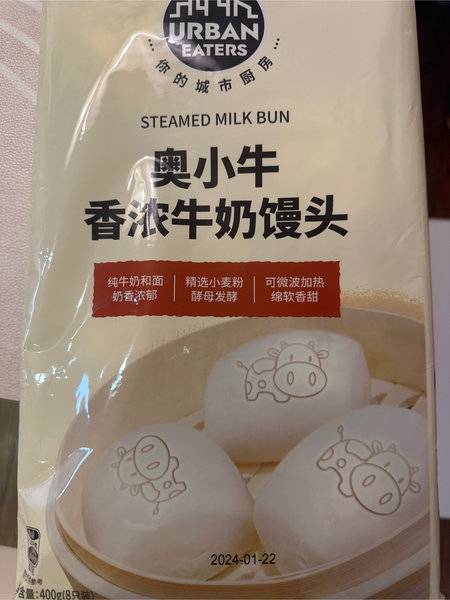 URBAN
EATERS
你的城市厨房
STEAMED MILK BUN
奥小牛
香浓牛奶馒头
纯牛奶和面
奶香浓郁
精选小麦粉
酵母发酵
可微波加热
绵软香甜
2024-01-22
含量:400g(8只装)